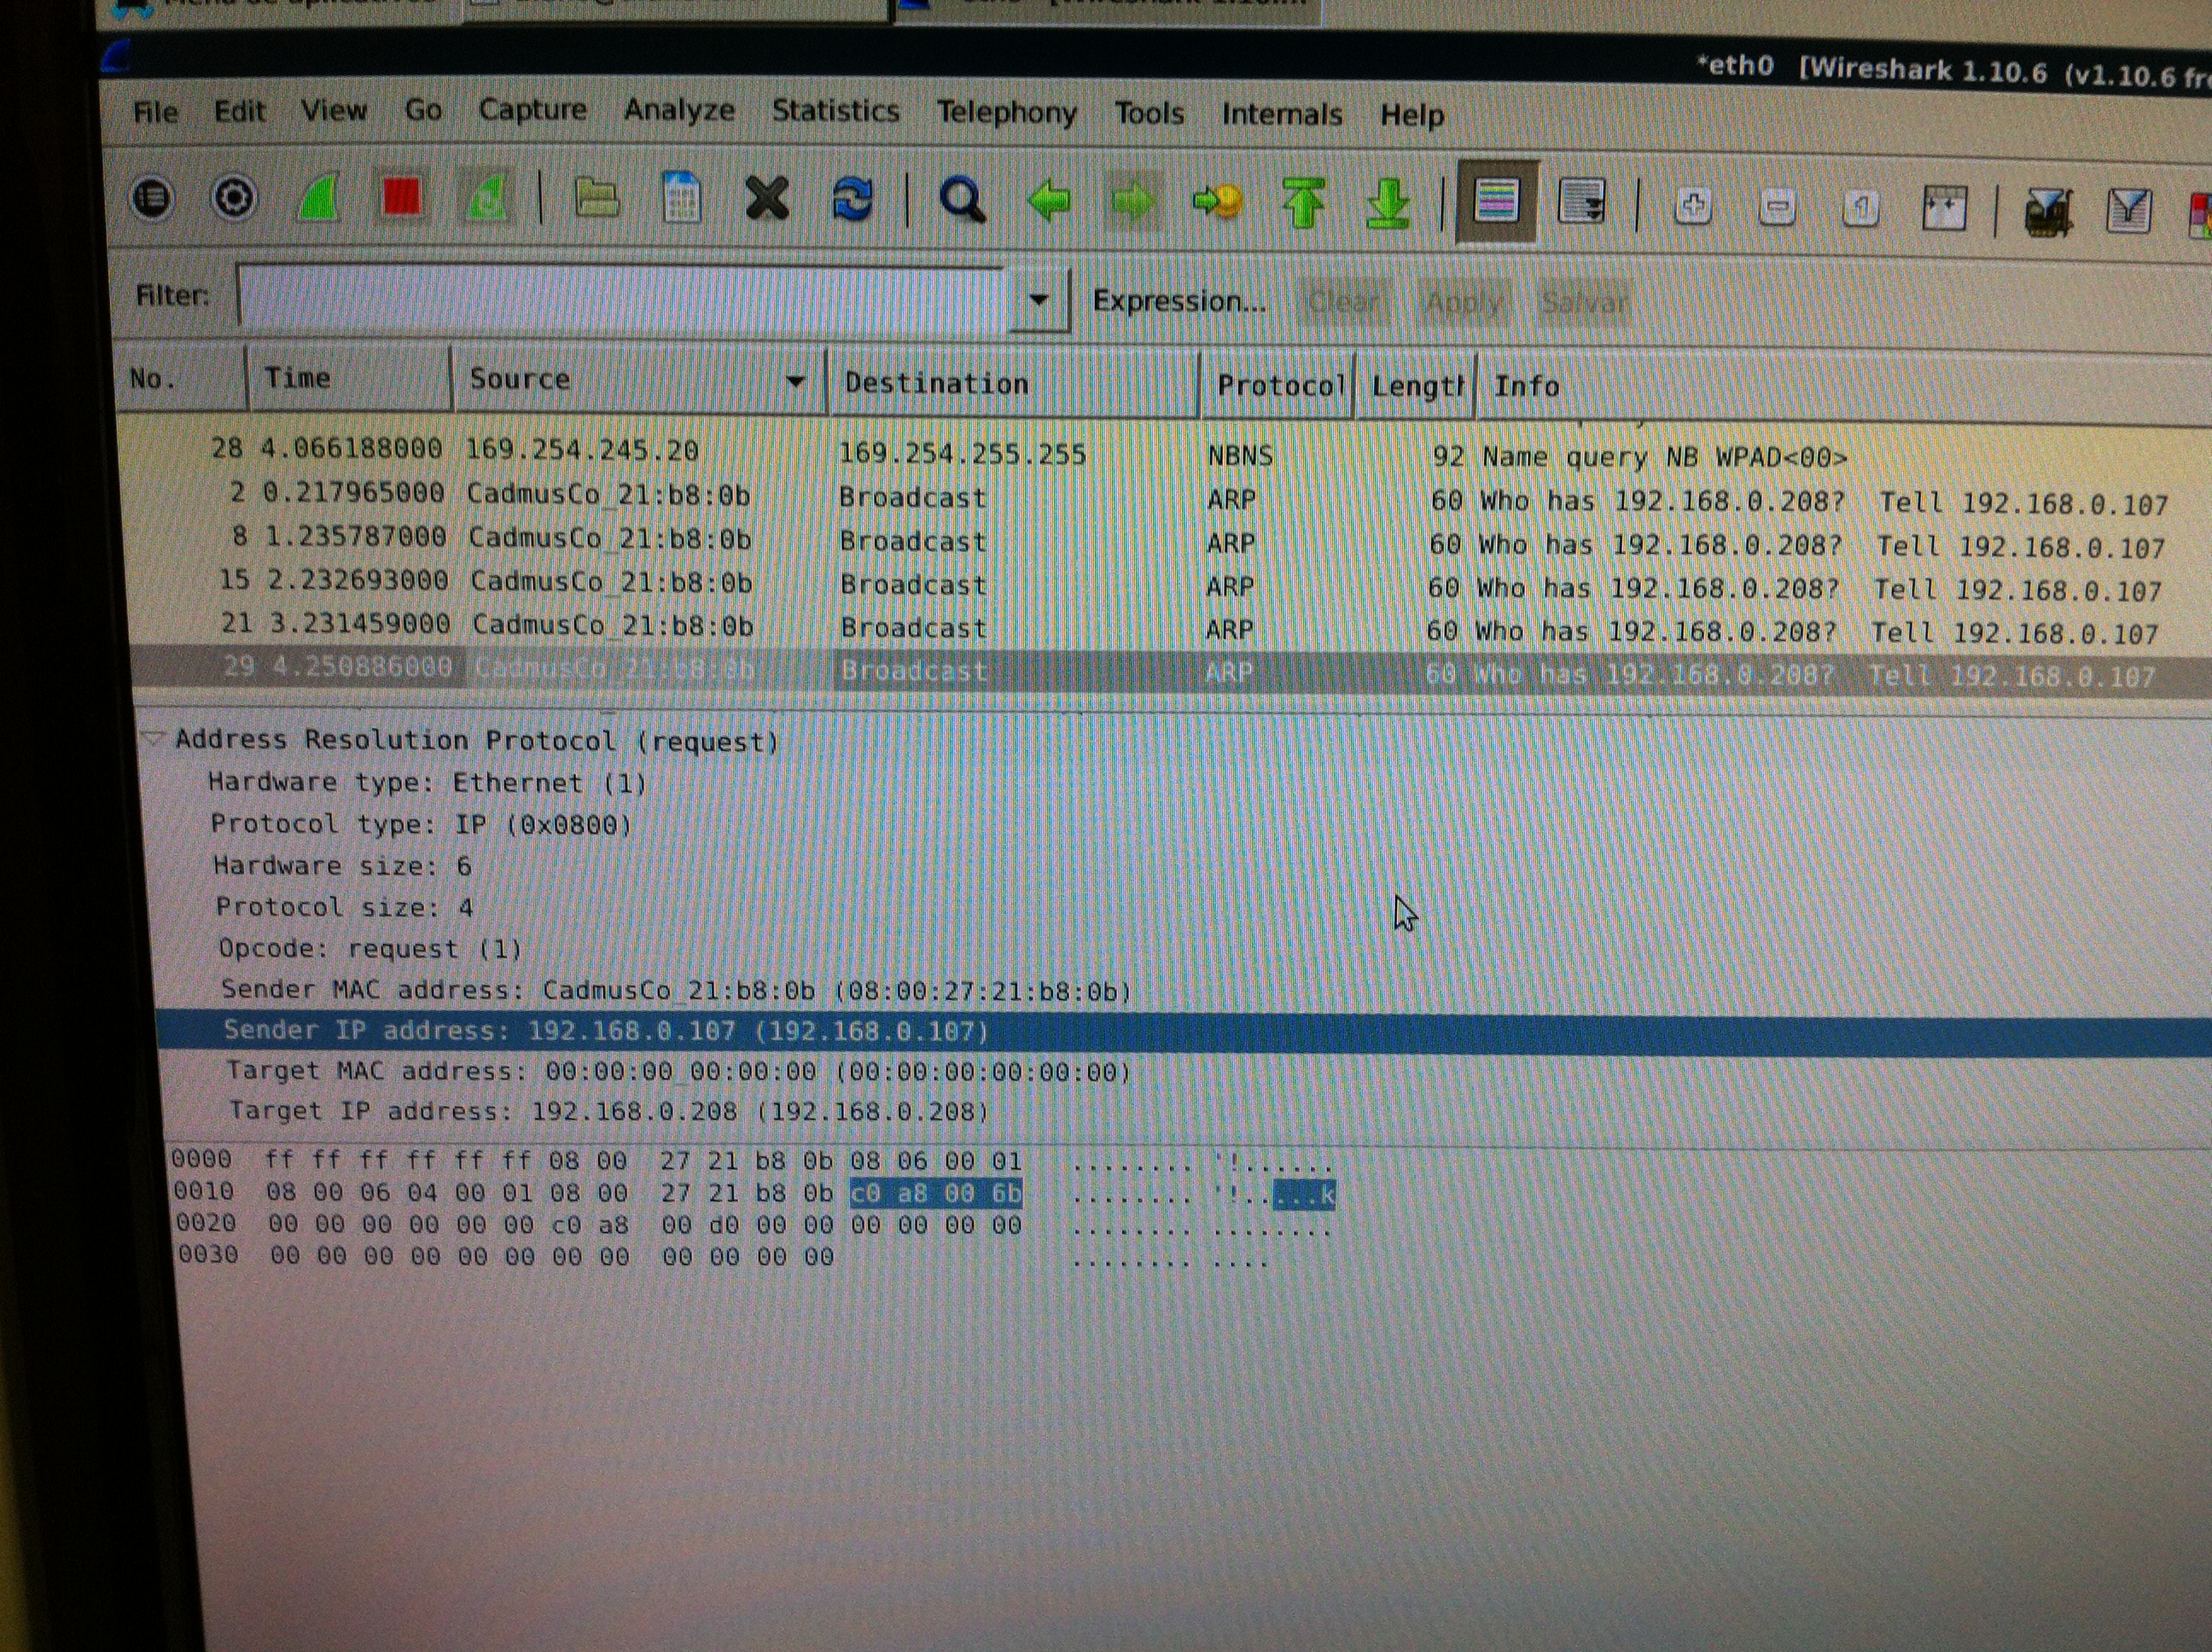 *eth0 [Wireshark 1.10.6 (v1.10.6
File Edit View Go Capture Analyze Statistics Telephony Tools Internals Help
Filter: Expression... Clear Apply Salvar
No. Time Source Destination Protocol Length Info
28 4.066188000 169.254.245.20 169.254.255.255 NBNS 92 Name query NB WPAD<00>
2 0.217965000 CadmusCo_21:b8:0b Broadcast ARP 60 Who has 192.168.0.208? Tell 192.168.0.107
8 1.235787000 CadmusCo_21:b8:0b Broadcast ARP 60 Who has 192.168.0.208? Tell 192.168.0.107
15 2.232693000 CadmusCo_21:b8:0b Broadcast ARP 60 Who has 192.168.0.208? Tell 192.168.0.107
21 3.231459000 CadmusCo_21:b8:0b Broadcast ARP 60 Who has 192.168.0.208? Tell 192.168.0.107
29 4.250886000 CadmusCo_21:b8:0b Broadcast ARP 60 Who has 192.168.0.208? Tell 192.168.0.107
Address Resolution Protocol (request)
Hardware type: Ethernet (1)
Protocol type: IP (0x0800)
Hardware size: 6
Protocol size: 4
Opcode: request (1)
Sender MAC address: CadmusCo_21:b8:0b (08:00:27:21:b8:0b)
Sender IP address: 192.168.0.107 (192.168.0.107)
Target MAC address: 00:00:00_00:00:00 (00:00:00:00:00:00)
Target IP address: 192.168.0.208 (192.168.0.208)
0000 ff ff ff ff ff ff 08 00 27 21 b8 0b 08 06 00 01 ........ '!......
0010 08 00 06 04 00 01 08 00 27 21 b8 0b c0 a8 00 6b ........ '!.....k
0020 00 00 00 00 00 00 c0 a8 00 d0 00 00 00 00 00 00 ........ ........
0030 00 00 00 00 00 00 00 00 00 00 00 00 ........ ....